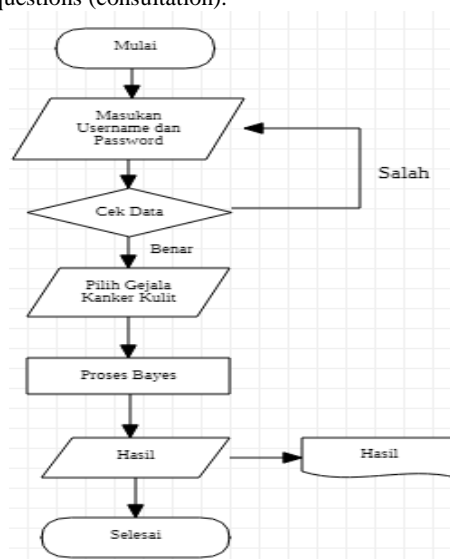 questions (consultation).
Mulai
Masukan
Username dan
Password
Salah
Cek Data
Benar
Pilih Gejala
Kanker Kulit
Proses Bayes
Hasil
Hasil
Selesai